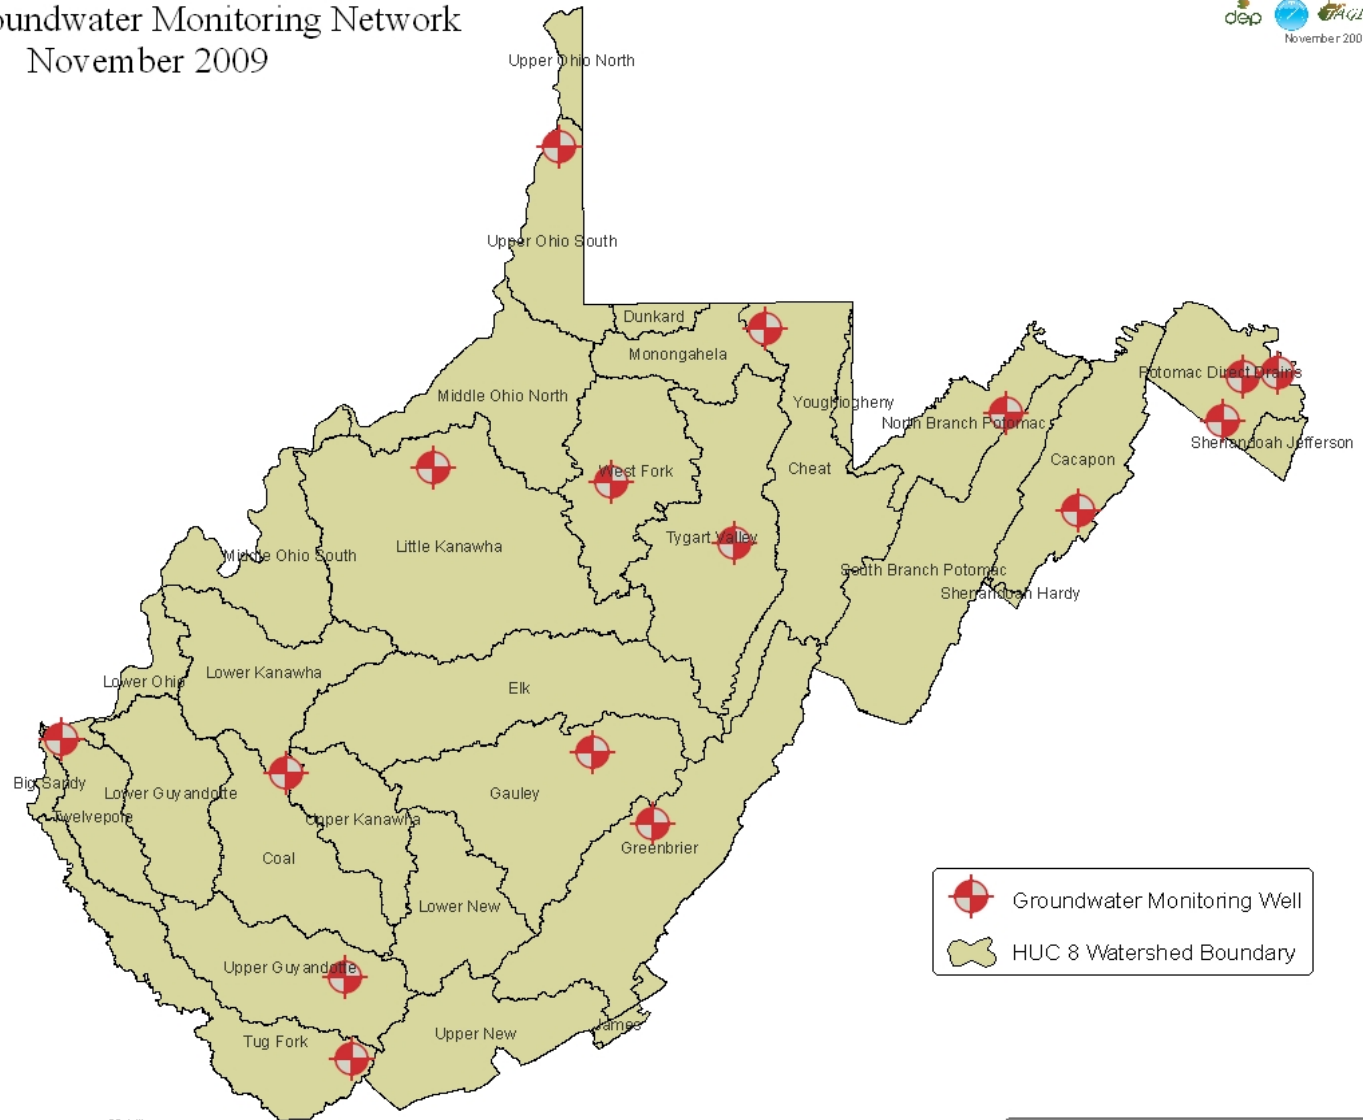 oundwater Monitoring Network
November 2009
dep
TAGI
November 200
Upper Ohio North
Upper Ohio South
Dunkard
Monongahela
Middle Ohio North
Youghiogheny
North Branch Potomac
Potomac Direct Drains
Shenandoah Jefferson
West Fork
Cheat
Cacapon
Tygart Valley
Little Kanawha
Middle Ohio South
South Branch Potomac
Shenandoah Hardy
Lower Kanawha
Lower Ohio
Elk
Big Sandy
Lower Guyandotte
Gauley
Twelvepole
Upper Kanawha
Greenbrier
Coal
Lower New
Groundwater Monitoring Well
HUC 8 Watershed Boundary
Upper Guyandotte
James
Upper New
Tug Fork